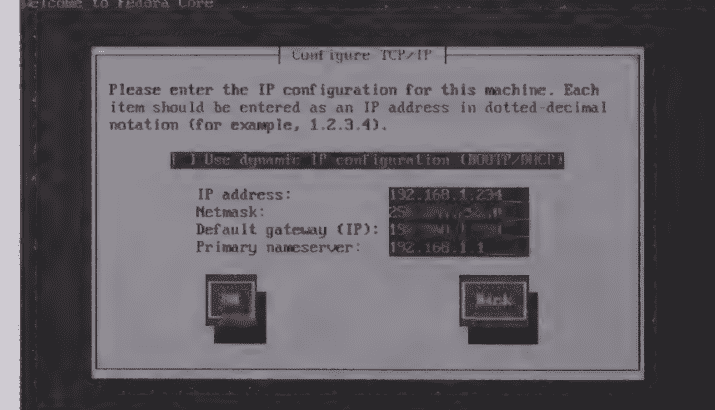 Welcome to Fedora Core
Configure TCP/IP
Please enter the IP configuration for this machine. Each
item should be entered as an IP address in dotted-decimal
notation (for example, 1.2.3.4).
[ ] Use dynamic IP configuration (BOOTP/DHCP)
IP address: 192.168.1.234
Netmask:
Default gateway (IP):
Primary nameserver: 192.168.1.1
OK Back